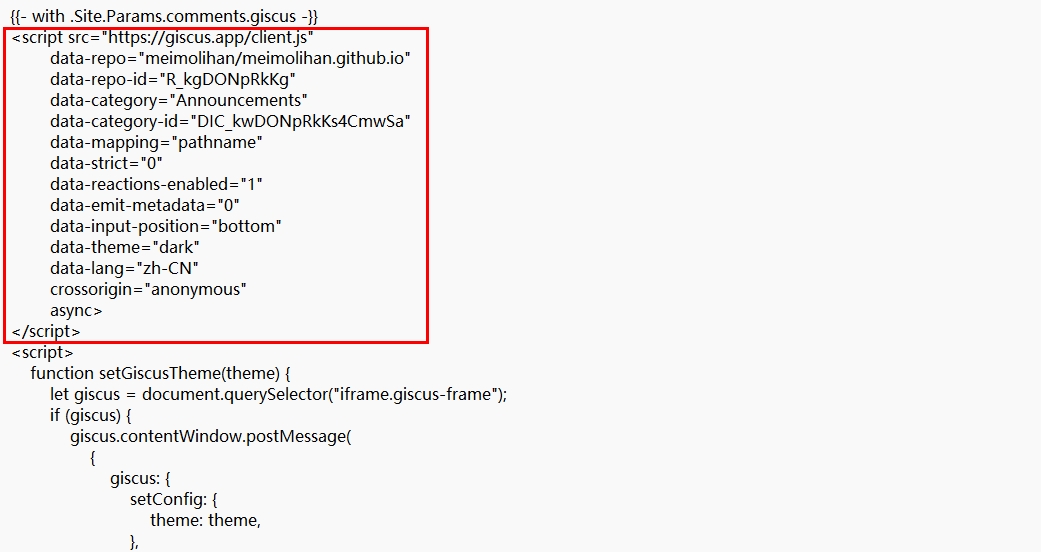 {{- with .Site.Params.comments.giscus -}}
<script src="https://giscus.app/client.js"
data-repo="meimolihan/meimolihan.github.io"
data-repo-id="R_kgDONpRkKg"
data-category="Announcements"
data-category-id="DIC_kwDONpRkKs4CmwSa"
data-mapping="pathname"
data-strict="0"
data-reactions-enabled="1"
data-emit-metadata="0"
data-input-position="bottom"
data-theme="dark"
data-lang="zh-CN"
crossorigin="anonymous"
async>
</script>
<script>
function setGiscusTheme(theme) {
let giscus = document.querySelector("iframe.giscus-frame");
if (giscus) {
giscus.contentWindow.postMessage(
{
giscus: {
setConfig: {
theme: theme,
},